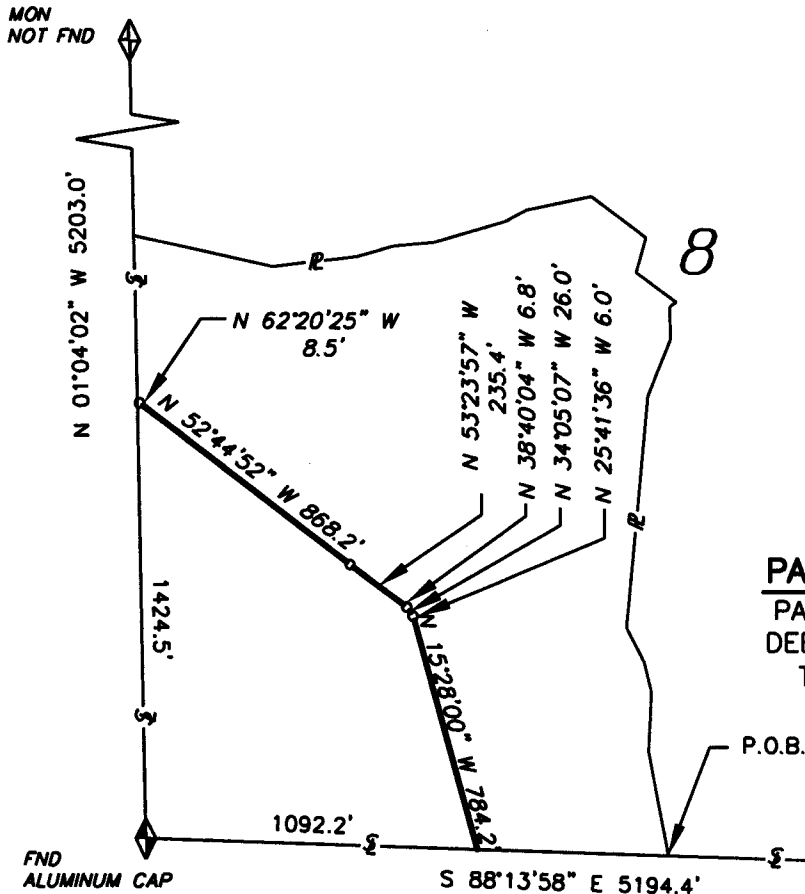 MON
NOT FND
N 01°04'02" W 5203.0'
8
N 62°20'25" W
8.5'
N 53°23'57" W
235.4'
N 38°40'04" W 6.8'
N 34°05'07" W 26.0'
N 25°41'36" W 6.0'
N 52°44'52" W 868.2'
1424.5'
N 15°28'00" W 784.2'
PA
PA
DEE
T
P.O.B.
1092.2'
FND
ALUMINUM CAP
S 88°13'58" E 5194.4'